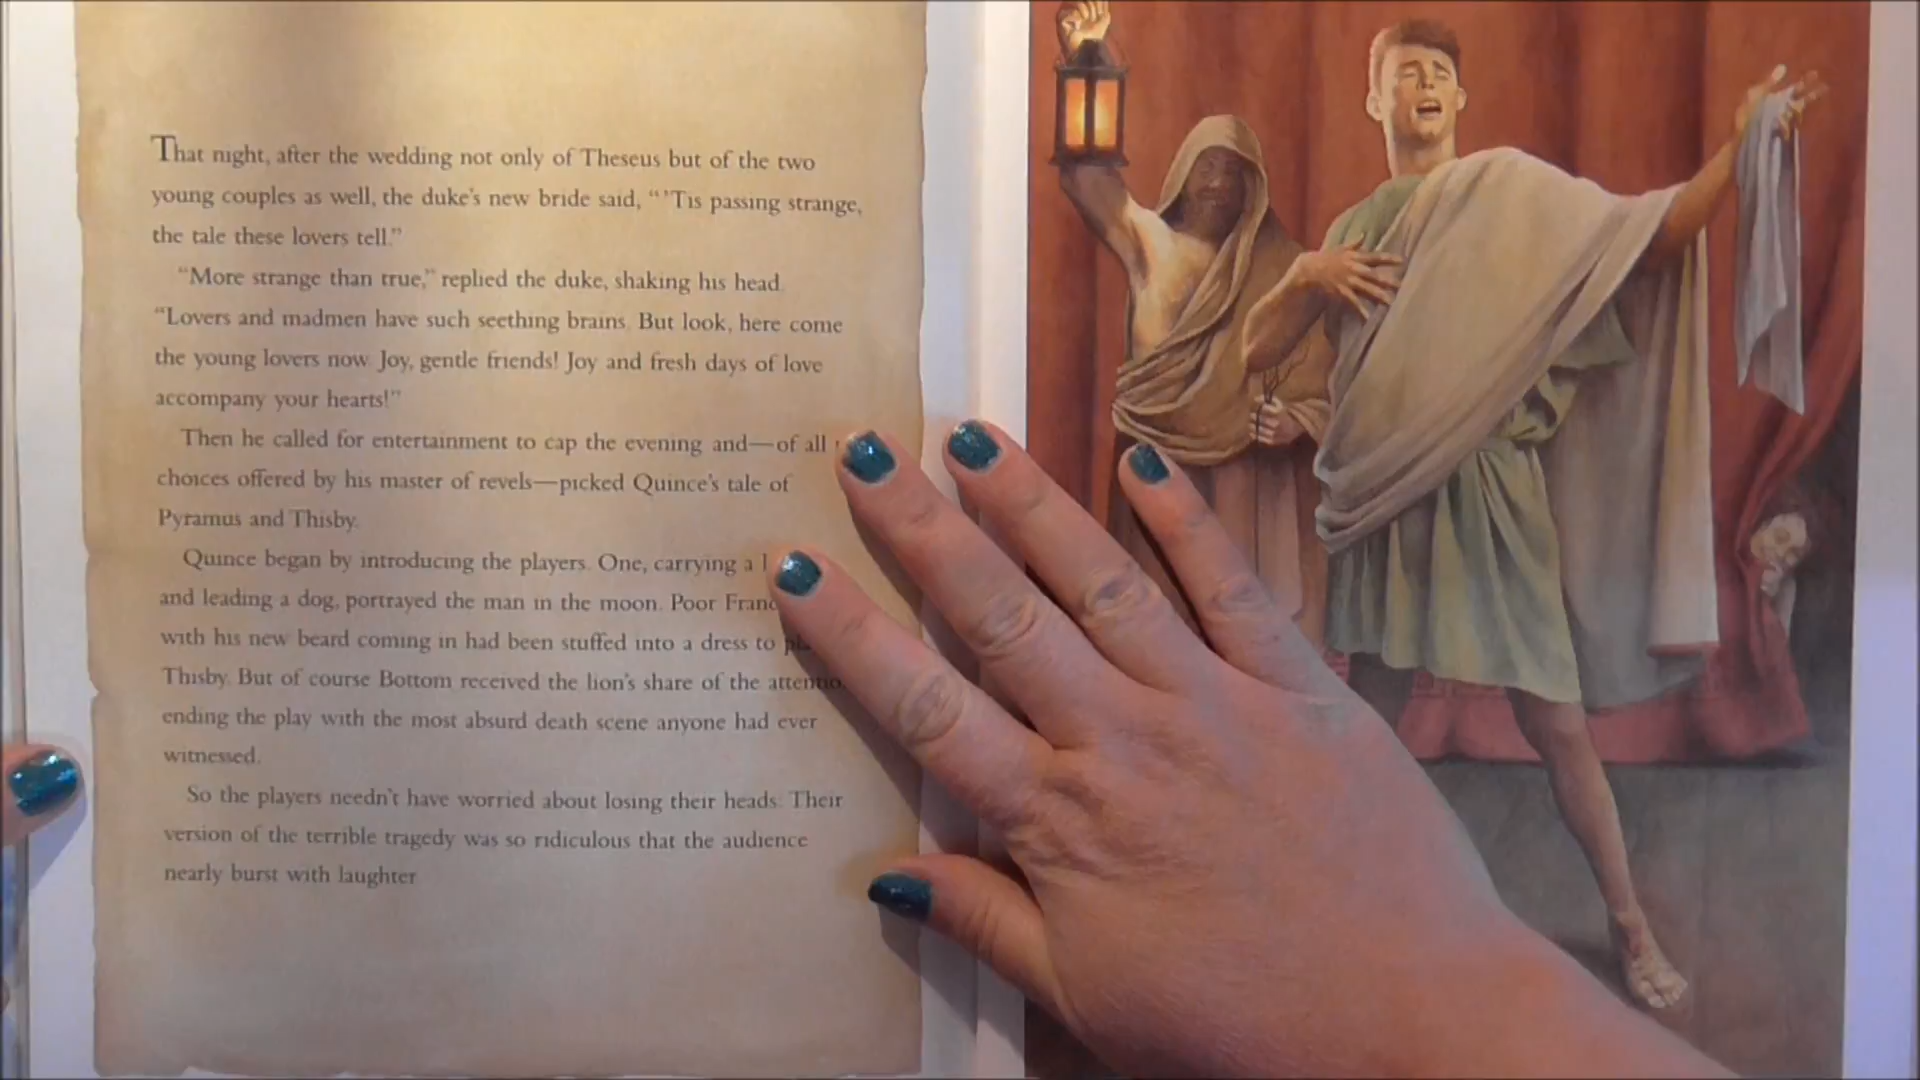 That night, after the wedding not only of Theseus but of the two
young couples as well, the duke's new bride said, “ ’Tis passing strange,
the tale these lovers tell.”
“More strange than true,” replied the duke, shaking his head.
“Lovers and madmen have such seething brains. But look, here come
the young lovers now. Joy, gentle friends! Joy and fresh days of love
accompany your hearts!”
Then he called for entertainment to cap the evening and—of all
choices offered by his master of revels—picked Quince's tale of
Pyramus and Thisby.
Quince began by introducing the players. One, carrying a
and leading a dog, portrayed the man in the moon. Poor
with his new beard coming in had been stuffed into a dress to
Thisby. But of course Bottom received the lion's share of the attention,
ending the play with the most absurd death scene anyone had ever
witnessed.
So the players needn't have worried about losing their heads. Their
version of the terrible tragedy was so ridiculous that the audience
nearly burst with laughter